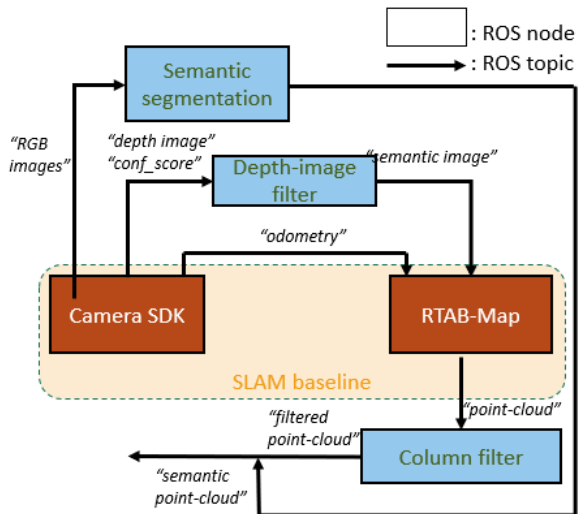 : ROS node
: ROS topic
Semantic
segmentation
“RGB
images”
“depth image”
“conf_score”
Depth-image
filter
“semantic image”
“odometry”
Camera SDK
RTAB-Map
SLAM baseline
“point-cloud”
“filtered
point-cloud”
Column filter
“semantic
point-cloud”